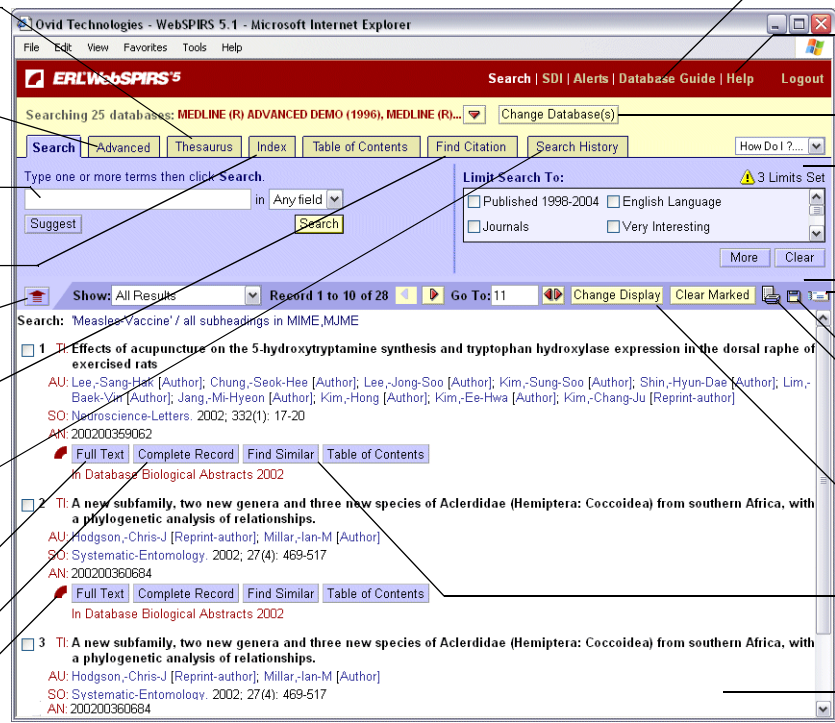 Ovid Technologies - WebSPIRS 5.1 - Microsoft Internet Explorer
File Edit View Favorites Tools Help
ERL WebSPIRS 5
Search | SDI | Alerts | Database Guide | Help Logout
Searching 25 databases: MEDLINE (R) ADVANCED DEMO (1996), MEDLINE (R)... Change Database(s)
Search Advanced Thesaurus Index Table of Contents Find Citation Search History How Do I ?....
Type one or more terms then click Search.
in Any field
Suggest Search
Limit Search To: 3 Limits Set
Published 1998-2004 English Language
Journals Very Interesting
More Clear
Show: All Results Record 1 to 10 of 28 Go To: 11 Change Display Clear Marked
Search: 'Measles-Vaccine' / all subheadings in MIME,MJME
1 TI: Effects of acupuncture on the 5-hydroxytryptamine synthesis and tryptophan hydroxylase expression in the dorsal raphe of
exercised rats
AU: Lee,-Sang-Hak [Author]; Chung,-Seok-Hee [Author]; Lee,-Jong-Soo [Author]; Kim,-Sung-Soo [Author]; Shin,-Hyun-Dae [Author]; Lim,-
Baek-Vin [Author]; Jang,-Mi-Hyeon [Author]; Kim,-Hong [Author]; Kim,-Ee-Hwa [Author]; Kim,-Chang-Ju [Reprint-author]
SO: Neuroscience-Letters. 2002; 332(1): 17-20
AN: 200200359062
Full Text Complete Record Find Similar Table of Contents
In Database Biological Abstracts 2002
2 TI: A new subfamily, two new genera and three new species of Aclerdidae (Hemiptera: Coccoidea) from southern Africa, with
a phylogenetic analysis of relationships.
AU: Hodgson,-Chris-J [Reprint-author]; Millar,-Ian-M [Author]
SO: Systematic-Entomology. 2002; 27(4): 469-517
AN: 200200360684
Full Text Complete Record Find Similar Table of Contents
In Database Biological Abstracts 2002
3 TI: A new subfamily, two new genera and three new species of Aclerdidae (Hemiptera: Coccoidea) from southern Africa, with
a phylogenetic analysis of relationships.
AU: Hodgson,-Chris-J [Reprint-author]; Millar,-Ian-M [Author]
SO: Systematic-Entomology. 2002; 27(4): 469-517
AN: 200200360684